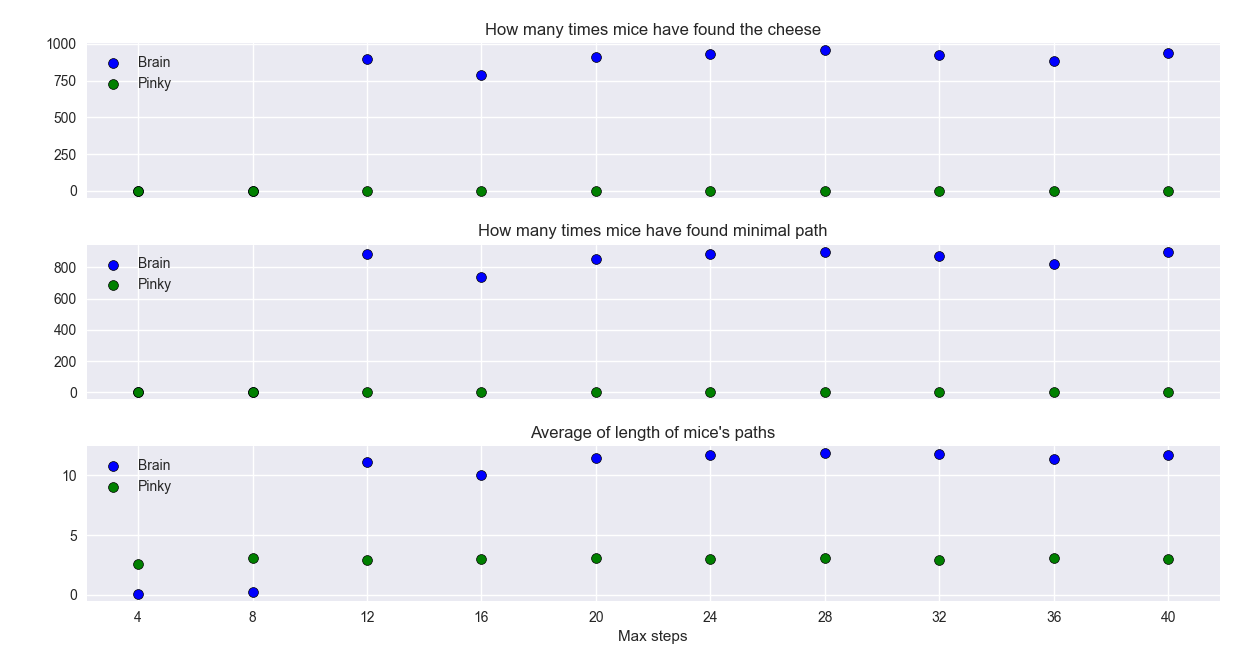 How many times mice have found the cheese
1000
750
500
250
0
Brain
Pinky
How many times mice have found minimal path
800
600
400
200
0
Brain
Pinky
Average of length of mice's paths
10
5
0
Brain
Pinky
4 8 12 16 20 24 28 32 36 40
Max steps